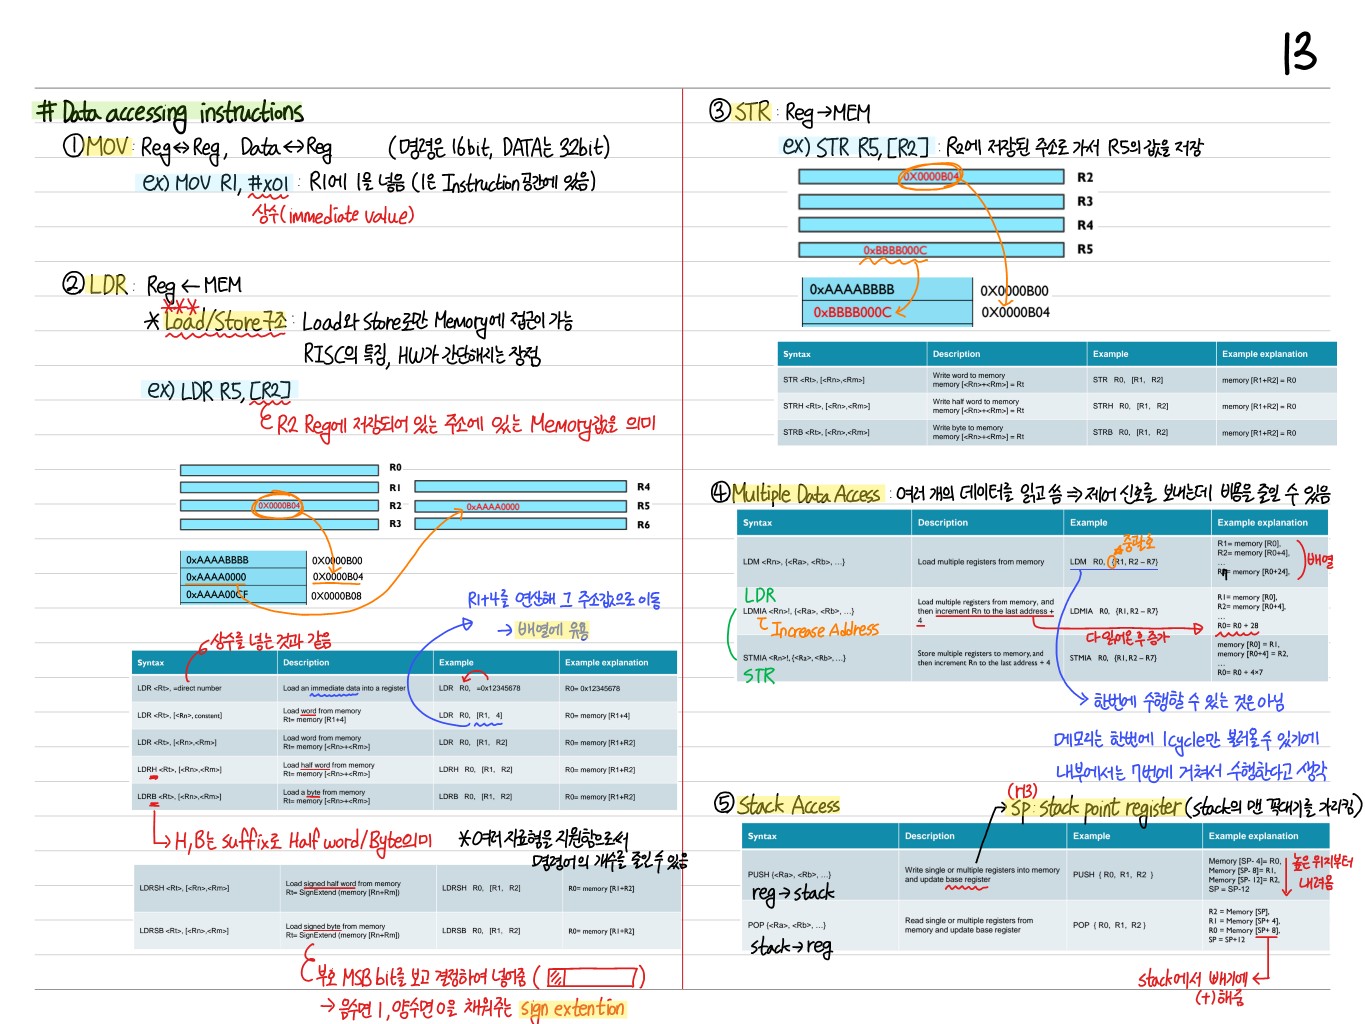 13
# Data accessing instructions
① MOV : Reg ↔ Reg, Data ↔ Reg (명령은 16bit, DATA는 32bit)
ex) MOV R1, #x01 : R1에 1을 넣음 (1은 Instruction 공간에 있음)
상수(immediate value)
② LDR : Reg ← MEM
***
* Load/Store 구조 : Load와 Store로만 Memory에 접근이 가능
RISC의 특징, HW가 간단해지는 장점
ex) LDR R5, [R2]
R2 Reg에 저장되어 있는 주소에 있는 Memory값을 의미
R0
R1 R4
0X0000B04 R2 0xAAAA0000 R5
R3 R6
0xAAAABBBB 0X0000B00
0xAAAA0000 0X0000B04
0xAAAA00CF 0X0000B08
R1+4를 연산해 그 주소값으로 이동
→ 배열에 유용
상수를 넣는 것과 같음
Syntax Description Example Example explanation
LDR <Rt>, =direct number Load an immediate data into a register LDR R0, =0x12345678 R0= 0x12345678
LDR <Rt>, [<Rn>, constant] Load word from memory LDR R0, [R1, 4] R0= memory [R1+4]
Rt= memory [R1+4]
LDR <Rt>, [<Rn>,<Rm>] Load word from memory LDR R0, [R1, R2] R0= memory [R1+R2]
Rt= memory [<Rn>+<Rm>]
LDRH <Rt>, [<Rn>,<Rm>] Load half word from memory LDRH R0, [R1, R2] R0= memory [R1+R2]
Rt= memory [<Rn>+<Rm>]
LDRB <Rt>, [<Rn>,<Rm>] Load a byte from memory LDRB R0, [R1, R2] R0= memory [R1+R2]
Rt= memory [<Rn>+<Rm>]
→ H, B는 suffix로 Half word/Byte의미
* 여러 자료형을 지원함으로서
명령어의 개수를 줄일 수 있음
LDRSH <Rt>, [<Rn>,<Rm>] Load signed half word from memory LDRSH R0, [R1, R2] R0= memory [R1+R2]
Rt= SignExtend (memory [Rn+Rm])
LDRSB <Rt>, [<Rn>,<Rm>] Load signed byte from memory LDRSB R0, [R1, R2] R0= memory [R1+R2]
Rt= SignExtend (memory [Rn+Rm])
부호 MSB bit를 보고 결정하여 넣어줌 ( )
→ 음수면 1, 양수면 0을 채워주는 sign extention
③ STR : Reg → MEM
ex) STR R5, [R2] : R2에 저장된 주소로 가서 R5의 값을 저장
0X0000B04 R2
R3
R4
0xBBBB000C R5
0xAAAABBBB 0X0000B00
0xBBBB000C 0X0000B04
Syntax Description Example Example explanation
STR <Rt>, [<Rn>,<Rm>] Write word to memory STR R0, [R1, R2] memory [R1+R2] = R0
memory [<Rn>+<Rm>] = Rt
STRH <Rt>, [<Rn>,<Rm>] Write half word to memory STRH R0, [R1, R2] memory [R1+R2] = R0
memory [<Rn>+<Rm>] = Rt
STRB <Rt>, [<Rn>,<Rm>] Write byte to memory STRB R0, [R1, R2] memory [R1+R2] = R0
memory [<Rn>+<Rm>] = Rt
④ Multiple Data Access : 여러 개의 데이터를 읽고 씀 ⇒ 제어 신호를 보내는데 비용을 줄일 수 있음
Syntax Description Example Example explanation
중괄호
LDM <Rn>, {<Ra>, <Rb>, …} Load multiple registers from memory LDM R0, {R1, R2 – R7} R1= memory [R0],
R2= memory [R0+4],
…
R7= memory [R0+24],
배열
LDR
LDMIA <Rn>!, {<Ra>, <Rb>, …} Load multiple registers from memory, and then increment Rn to the last address + 4 LDMIA R0, {R1, R2 – R7} R1= memory [R0],
R2= memory [R0+4],
…
R0= R0 + 28
Increase Address
다 읽어온 후 증가
STMIA <Rn>!, {<Ra>, <Rb>, …} Store multiple registers to memory, and then increment Rn to the last address + 4 STMIA R0, {R1, R2 – R7} memory [R0] = R1,
memory [R0+4] = R2,
…
R0= R0 + 4×7
STR
→ 한번에 수행할 수 있는 것은 아님
메모리는 한번에 1cycle만 불러올 수 있기에
내부에서는 7번에 거쳐서 수행한다고 생각
⑤ Stack Access
(r13)
SP : stack point register (stack의 맨 꼭대기를 가리킴)
Syntax Description Example Example explanation
PUSH {<Ra>, <Rb>, …} Write single or multiple registers into memory and update base register PUSH { R0, R1, R2 } Memory [SP- 4]= R0,
Memory [SP- 8]= R1,
Memory [SP- 12]= R2,
SP = SP-12
reg → stack
높은 위치부터
내려옴
POP {<Ra>, <Rb>, …} Read single or multiple registers from memory and update base register POP { R0, R1, R2 } R2 = Memory [SP],
R1 = Memory [SP+ 4],
R0 = Memory [SP+ 8],
SP = SP+12
stack → reg
stack에서 빼기에
(+)해줌